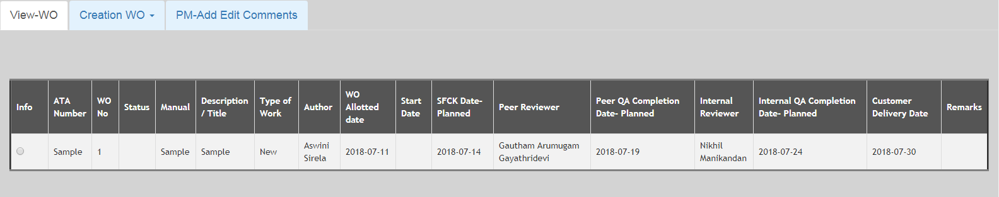 View-WO Creation WO PM-Add Edit Comments
Info ATA Number WO No Status Manual Description / Title Type of Work Author WO Allotted date Start Date SFCK Date- Planned Peer Reviewer Peer QA Completion Date- Planned Internal Reviewer Internal QA Completion Date- Planned Customer Delivery Date Remarks
Sample 1 Sample Sample New Aswini Sirela 2018-07-11 2018-07-14 Gautham Arumugam Gayathridevi 2018-07-19 Nikhil Manikandan 2018-07-24 2018-07-30